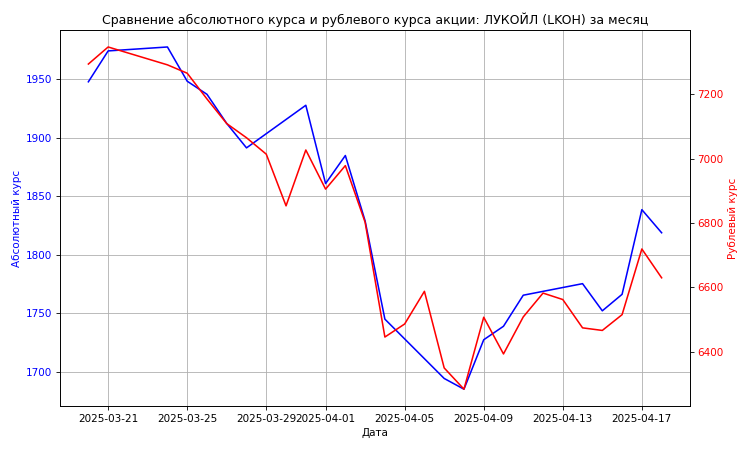 Сравнение абсолютного курса и рублевого курса акции: ЛУКОЙЛ (LKOH) за месяц
1950
1900
1850
1800
1750
1700
Абсолютный курс
7200
7000
6800
6600
6400
Рублевый курс
2025-03-21 2025-03-25 2025-03-29 2025-04-01 2025-04-05 2025-04-09 2025-04-13 2025-04-17
Дата